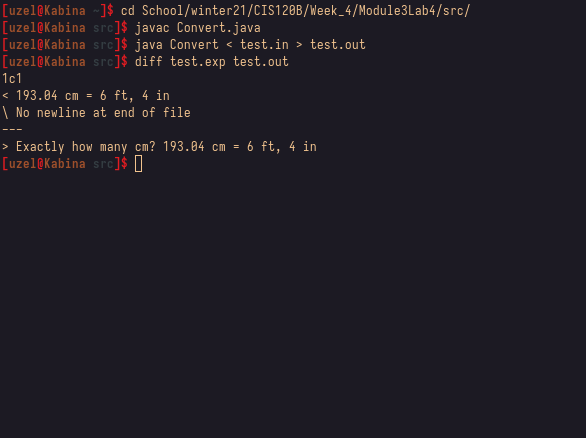 [uzel@Kabina ~]$ cd School/winter21/CIS120B/Week_4/Module3Lab4/src/
[uzel@Kabina src]$ javac Convert.java
[uzel@Kabina src]$ java Convert < test.in > test.out
[uzel@Kabina src]$ diff test.exp test.out
1c1
< 193.04 cm = 6 ft, 4 in
\ No newline at end of file
---
> Exactly how many cm? 193.04 cm = 6 ft, 4 in
[uzel@Kabina src]$